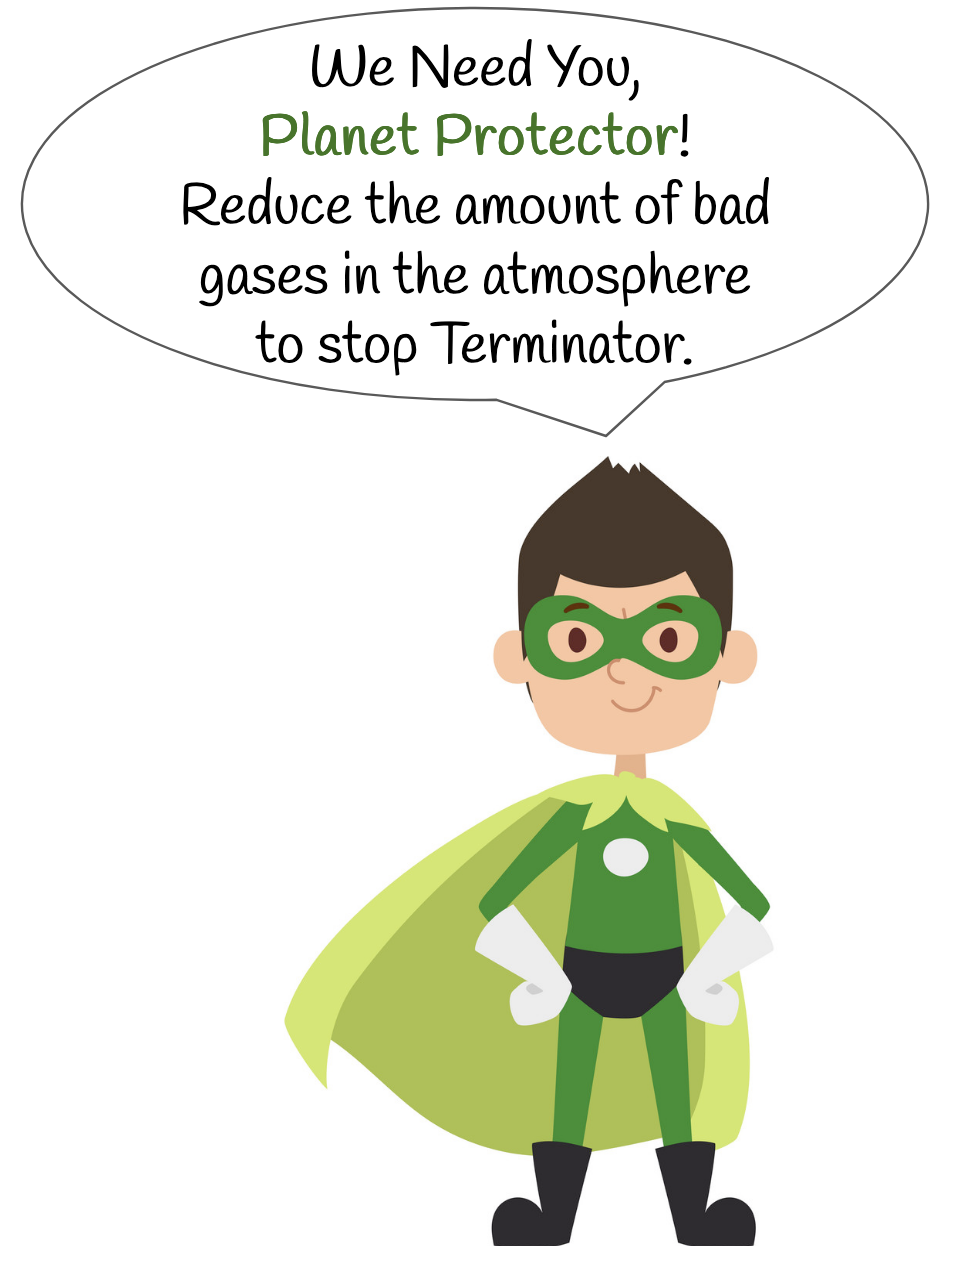 We Need You,
Planet Protector!
Reduce the amount of bad
gases in the atmosphere
to stop Terminator.